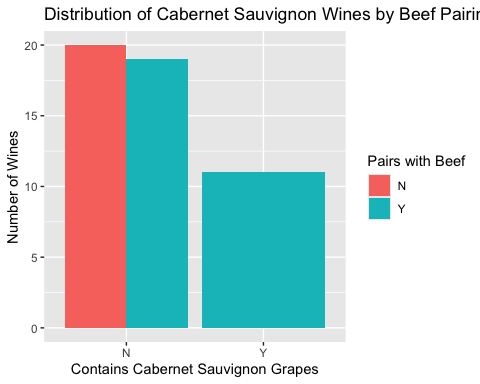 Distribution of Cabernet Sauvignon Wines by Beef
Number of Wines
20
15
10
5
0
N
Y
Contains Cabernet Sauvignon Grapes
Pairs with Beef
N
Y